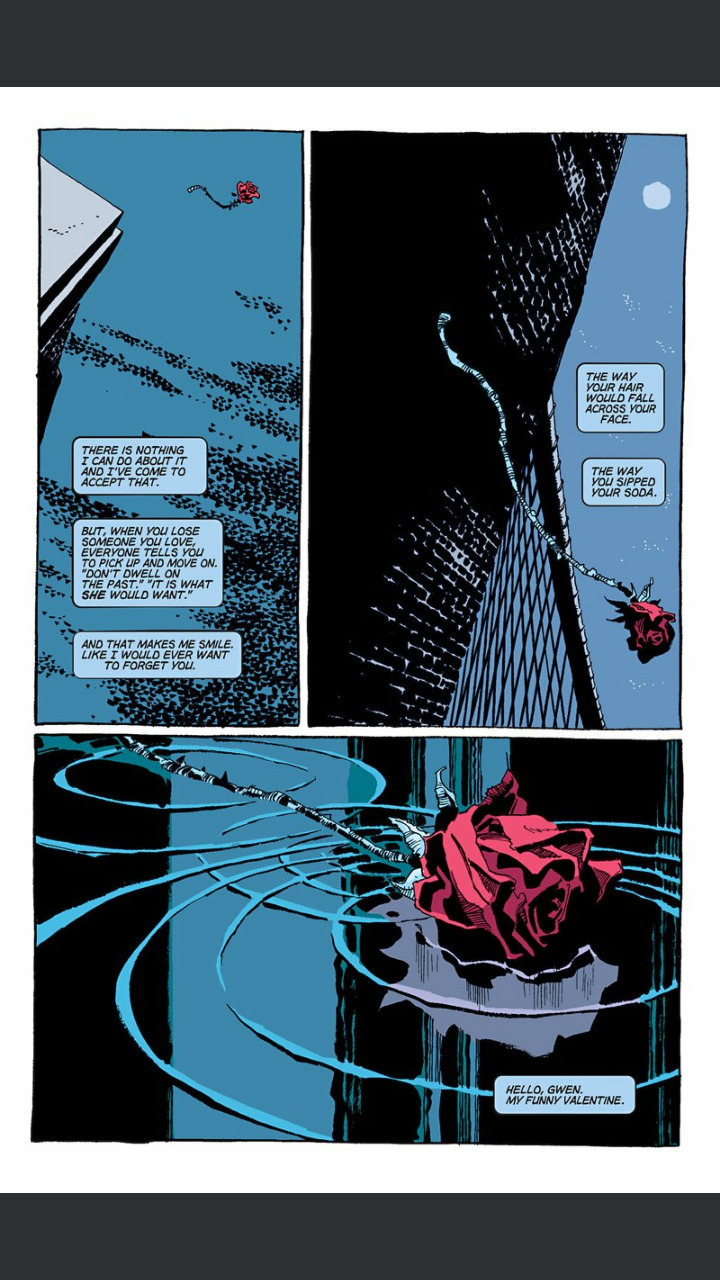 THERE IS NOTHING
I CAN DO ABOUT IT
AND I'VE COME TO
ACCEPT THAT.
BUT, WHEN YOU LOSE
SOMEONE YOU LOVE,
EVERYONE TELLS YOU
TO PICK UP AND MOVE ON.
"DON'T DWELL ON
THE PAST." "IT IS WHAT
SHE WOULD WANT."
AND THAT MAKES ME SMILE.
LIKE I WOULD EVER WANT
TO FORGET YOU.
THE WAY
YOUR HAIR
WOULD FALL
ACROSS YOUR
FACE.
THE WAY
YOU SIPPED
YOUR SODA.
HELLO, GWEN.
MY FUNNY VALENTINE.